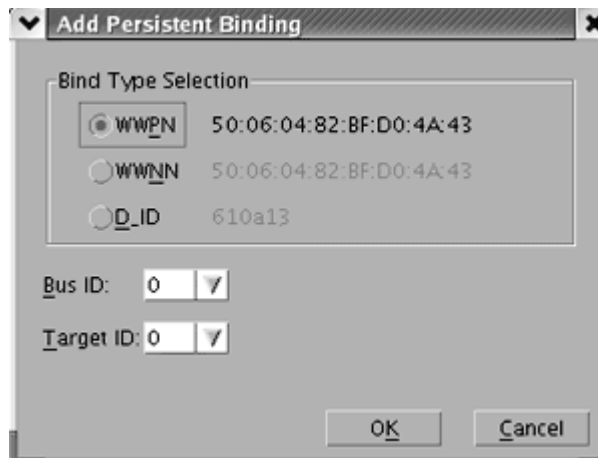 Add Persistent Binding
Bind Type Selection
WWPN 50:06:04:82:BF:D0:4A:43
WWNN 50:06:04:82:BF:D0:4A:43
D_ID 610a13
Bus ID: 0
Target ID: 0
OK Cancel